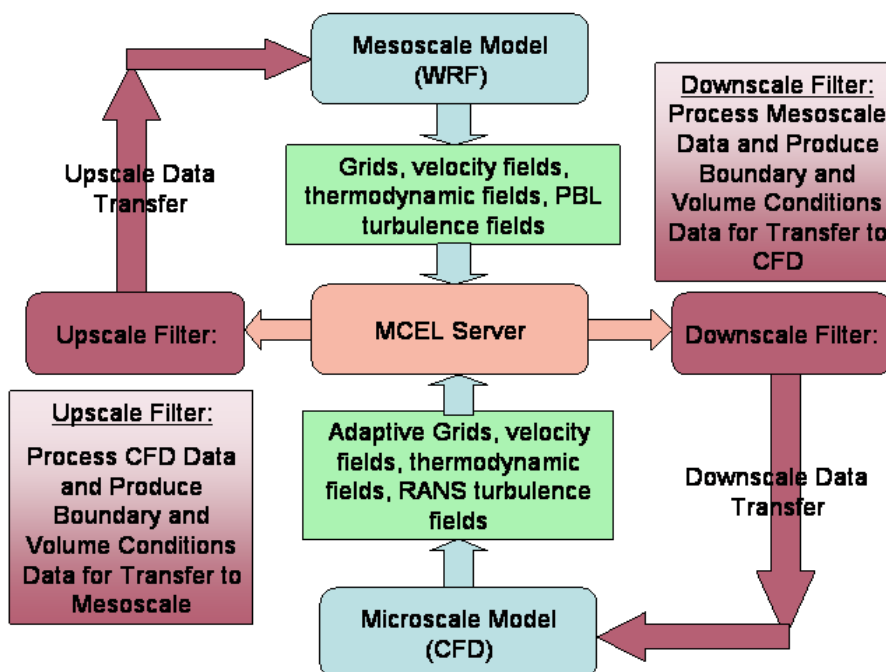 Mesoscale Model
(WRF)
Downscale Filter:
Process Mesoscale
Data and Produce
Boundary and
Volume Conditions
Data for Transfer to
CFD
Upscale Data
Transfer
Grids, velocity fields,
thermodynamic fields, PBL
turbulence fields
Upscale Filter:
MCEL Server
Downscale Filter:
Upscale Filter:
Process CFD Data
and Produce
Boundary and
Volume Conditions
Data for Transfer to
Mesoscale
Adaptive Grids, velocity
fields, thermodynamic
fields, RANS turbulence
fields
Downscale Data
Transfer
Microscale Model
(CFD)